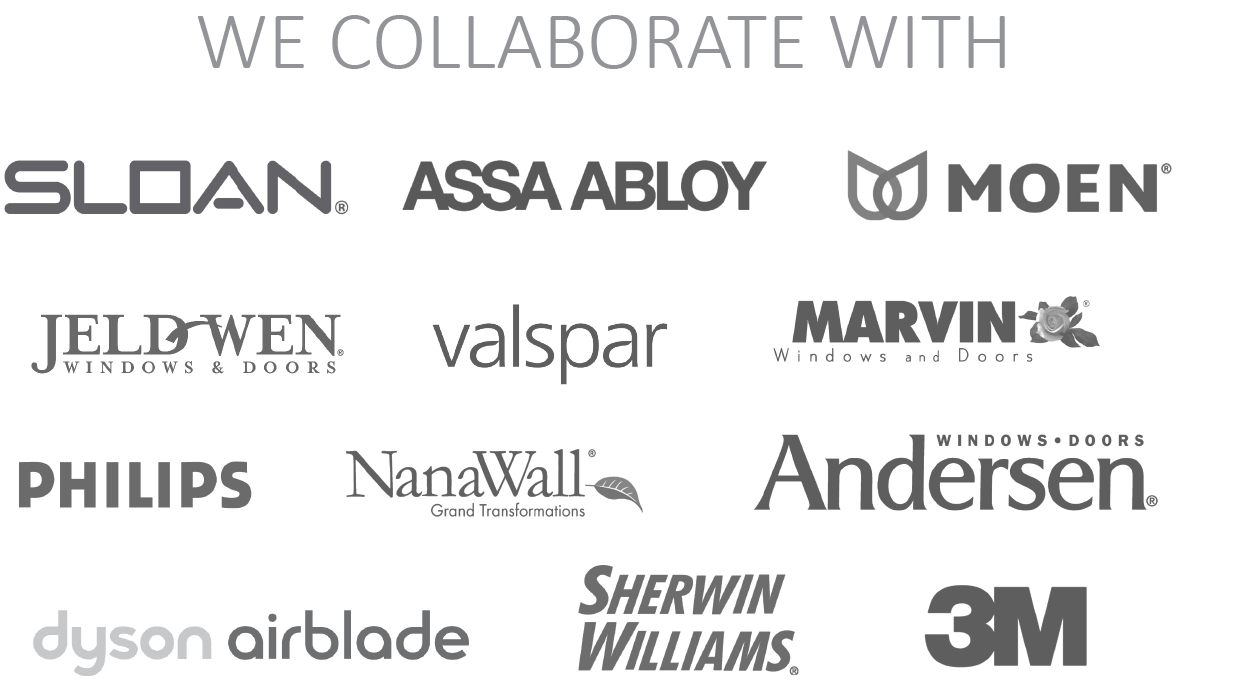 WE COLLABORATE WITH
SLOAN®
ASSA ABLOY
MOEN®
JELD-WEN®
WINDOWS & DOORS
valspar
MARVIN®
Windows and Doors
PHILIPS
NanaWall®
Grand Transformations
WINDOWS•DOORS
Andersen®
dyson airblade
SHERWIN
WILLIAMS®
3M